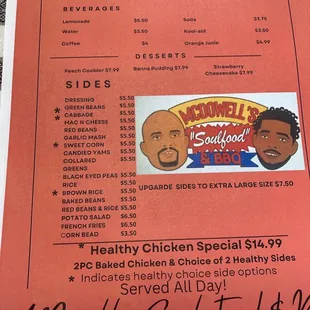 BEVERAGES
Lemonade $5.50 Soda $3.75
Water $3.50 Kool-aid $3.50
Coffee $4 Orange Juice $4.99
DESSERTS
Peach Coobler $7.99 Banna Pudding $7.99 Strawberry
Cheesecake $7.99
SIDES
DRESSING $5.50
* GREEN BEANS $5.50
* CABBAGE $5.50
MAC N CHEESE $5.50
RED BEANS $5.50
GARLIC MASH $5.50
* SWEET CORN $5.50
CANDIED YAMS $5.50
COLLARED $5.50
GREENS
BLACK EYED PEAS $5.50
RICE $5.50
* BROWN RICE $5.50
BAKED BEANS $5.50
RED BEANS & RICE $5.50
POTATO SALAD $6.50
FRENCH FRIES $6.50
CORN BEAD $3.50
MCDOWELL'S
"Soulfood"
& BBQ
UPGARDE SIDES TO EXTRA LARGE SIZE $7.50
* Healthy Chicken Special $14.99
2PC Baked Chicken & Choice of 2 Healthy Sides
* Indicates healthy choice side options
Served All Day!